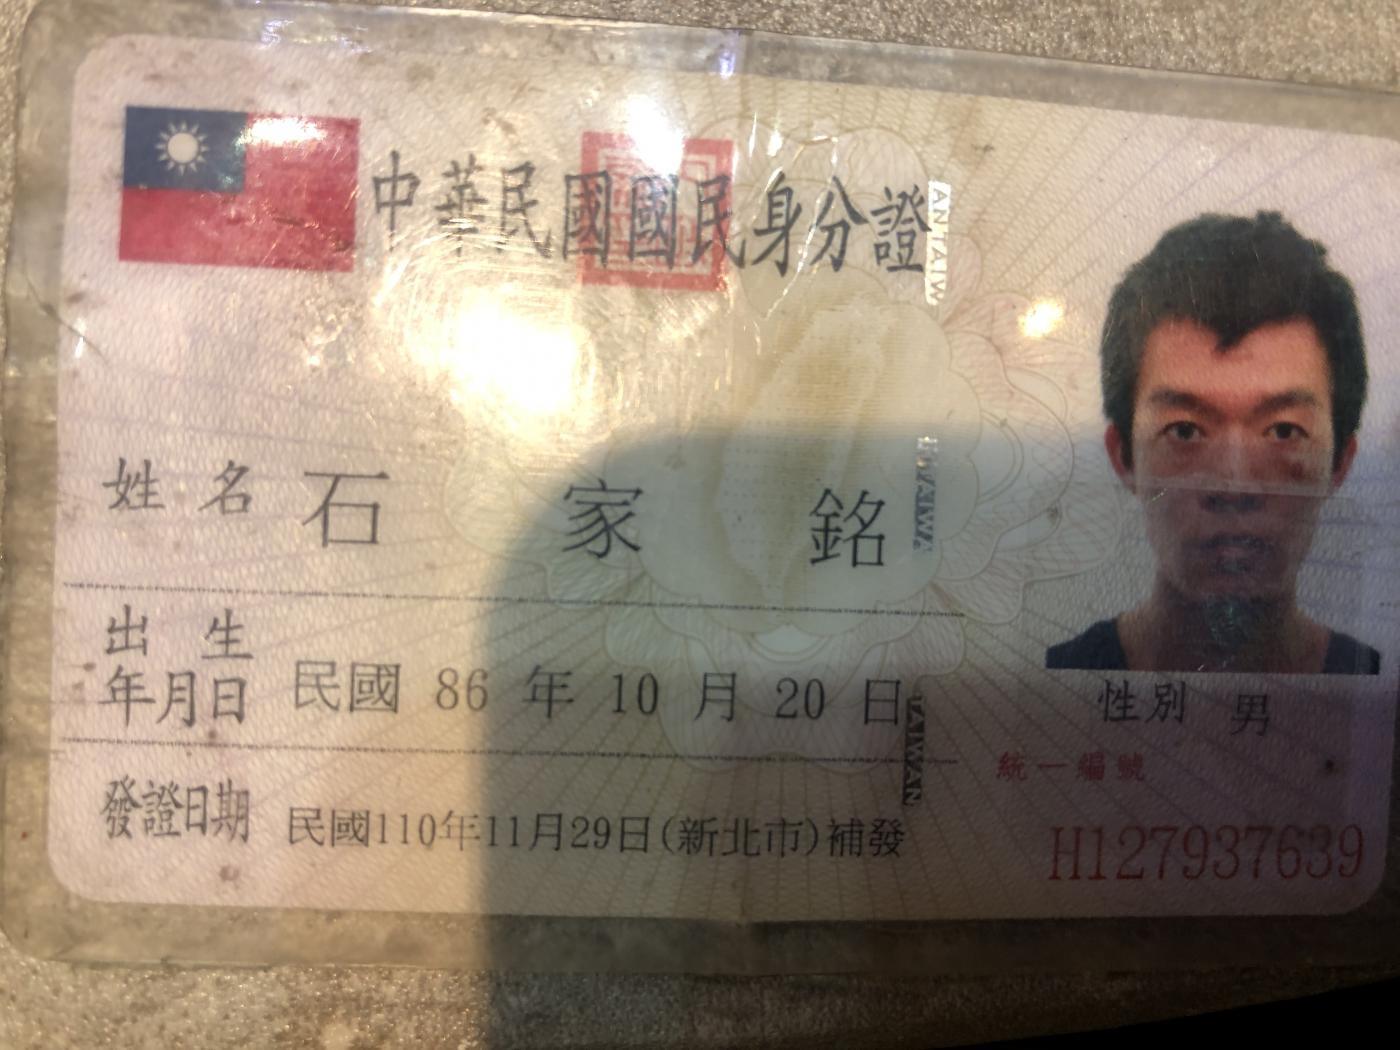 中華民國國民身分證
姓名 石家銘
出生年月日 民國 86 年 10 月 20 日
發證日期 民國110年11月29日(新北市)補發
性別 男
統一編號
H127937639
TAIWAN